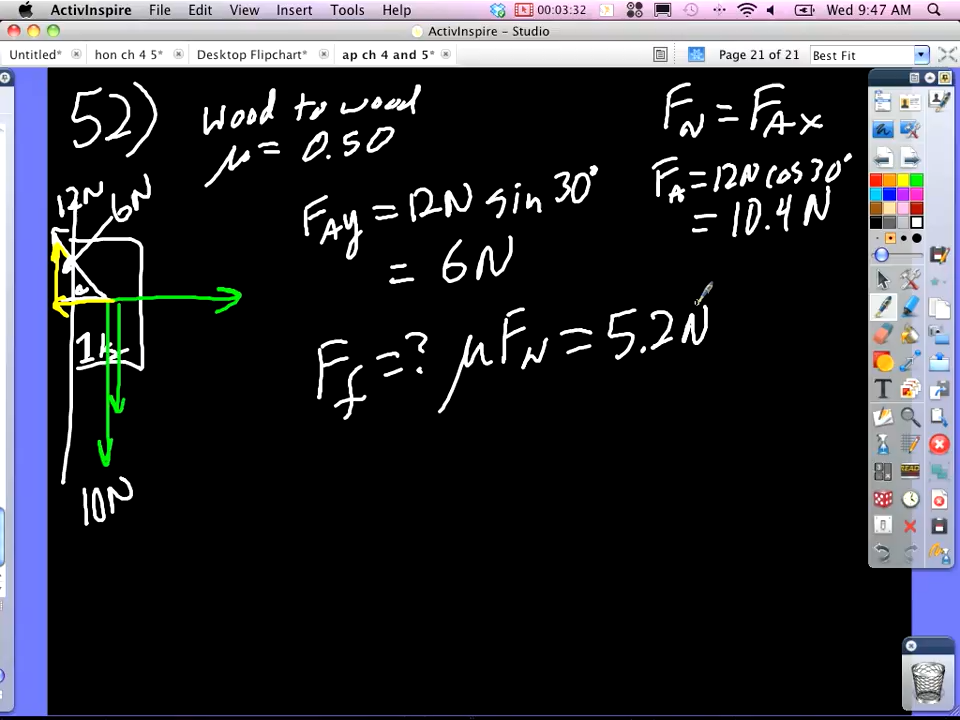 ActivInspire File Edit View Insert Tools Help 00:03:32 Wed 9:47 AM
ActivInspire - Studio
Untitled* hon ch 4 5* Desktop Flipchart* ap ch 4 and 5* Page 21 of 21 Best Fit
52) wood to wood
μ = 0.50
F_N = F_Ax
F_A = 12N cos 30°
= 10.4 N
12N 6N
F_Ay = 12N sin 30°
= 6N
F_f = ? μF_N = 5.2N
10N